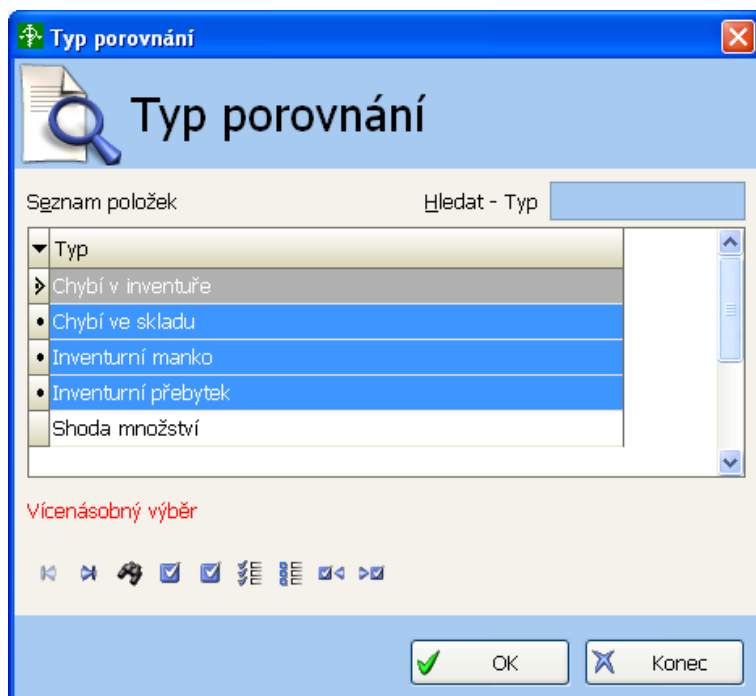 Typ porovnání
Typ porovnání
Seznam položek
Hledat - Typ
Typ
Chybí v inventuře
Chybí ve skladu
Inventurní manko
Inventurní přebytek
Shoda množství
Vícenásobný výběr
OK
Konec